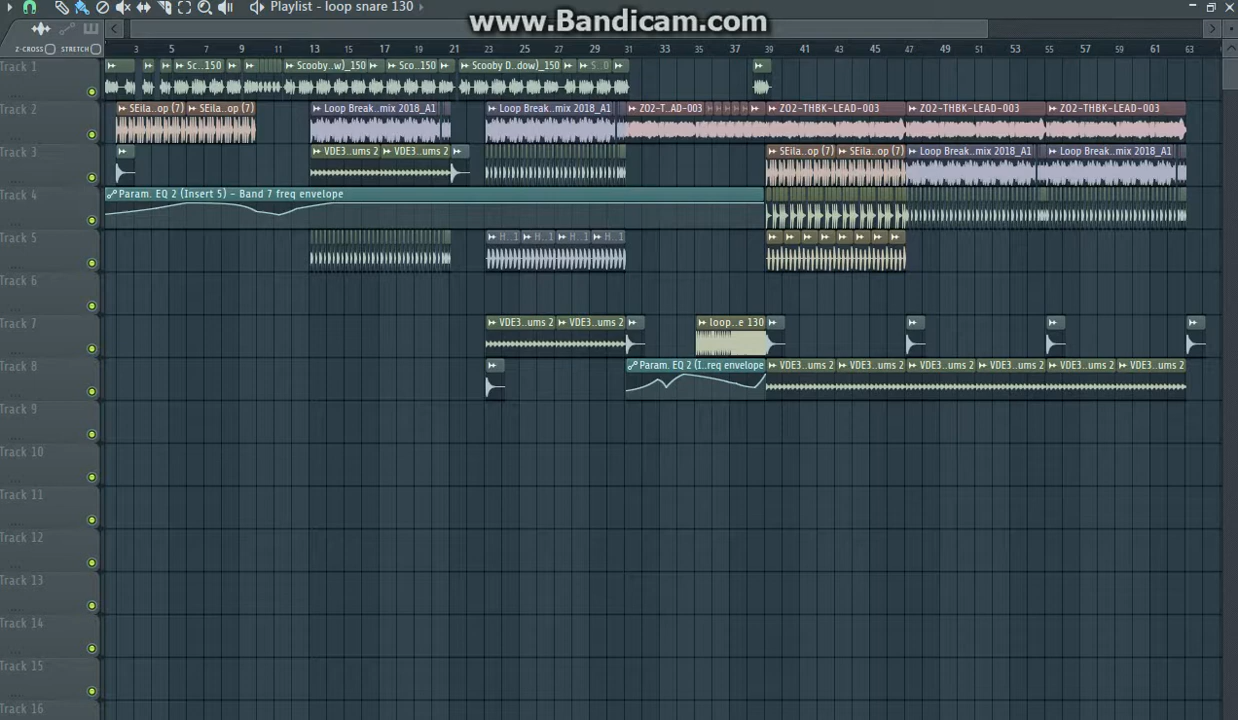 Playlist - loop snare 130
www.Bandicam.com
Z-CROSS STRETCH
3 5 7 9 11 13 15 17 19 21 23 25 27 29 31 33 35 37 39 41 43 45 47 49 51 53 55 57 59 61 63
Track 1
Sc...150 Scooby..w)_150 Sco...150 Scooby D..dow)_150 S...0
Track 2
SEila..op (7) SEila..op (7) Loop Break..mix 2018_A1 Loop Break..mix 2018_A1 ZO2-T..AD-003 ZO2-THBK-LEAD-003 ZO2-THBK-LEAD-003 ZO2-THBK-LEAD-003
Track 3
VDE3..ums 2 VDE3..ums 2 SEila..op (7) SEila..op (7) Loop Break..mix 2018_A1 Loop Break..mix 2018_A1
Track 4
Param. EQ 2 (Insert 5) - Band 7 freq envelope
Track 5
H...1 H...1 H...1 H...1
Track 6
Track 7
VDE3..ums 2 VDE3..ums 2 loop..e 130
Track 8
Param. EQ 2 (I..req envelope VDE3..ums 2 VDE3..ums 2 VDE3..ums 2 VDE3..ums 2 VDE3..ums 2 VDE3..ums 2
Track 9
Track 10
Track 11
Track 12
Track 13
Track 14
Track 15
Track 16